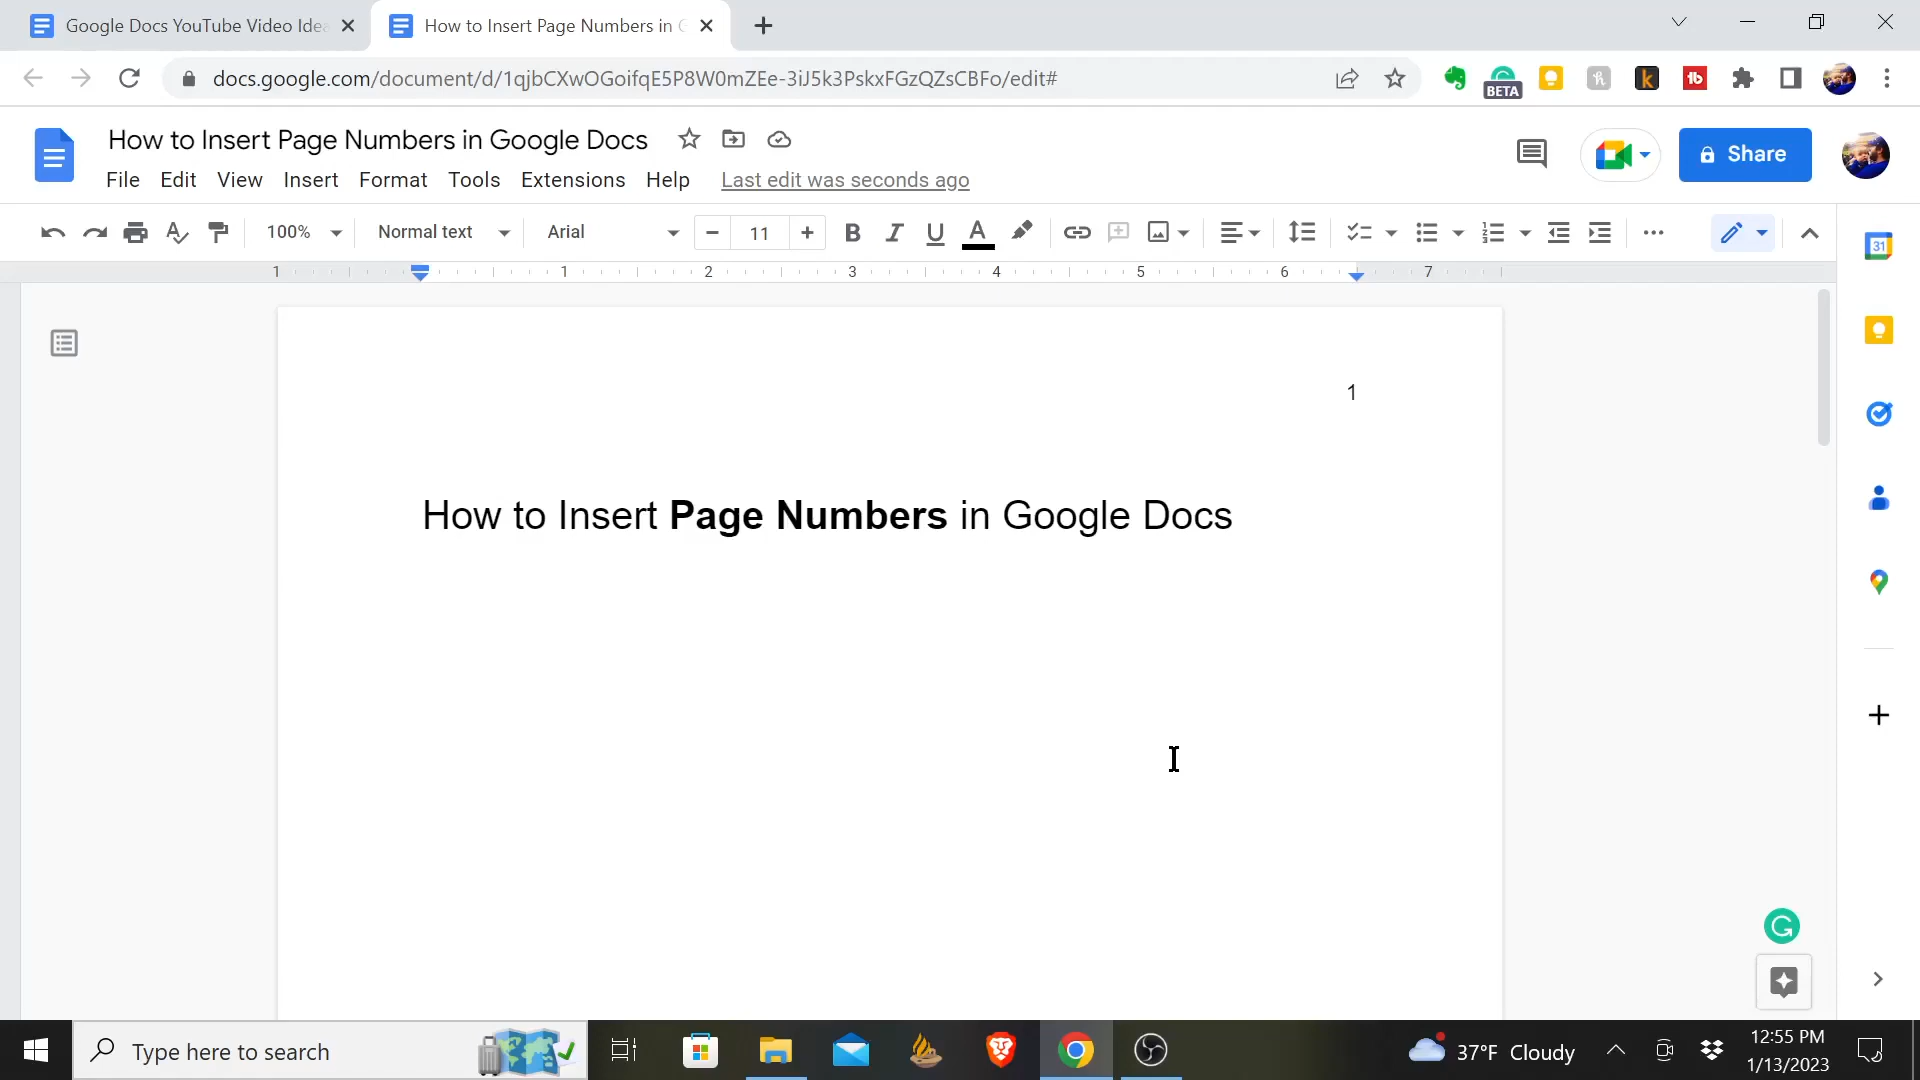 Google Docs YouTube Video Idea
How to Insert Page Numbers in G
docs.google.com/document/d/1qjbCXwOGoifqE5P8W0mZEe-3iJ5k3PskxFGzQZsCBFo/edit#
BETA
How to Insert Page Numbers in Google Docs
Share
File Edit View Insert Format Tools Extensions Help Last edit was seconds ago
100% Normal text Arial 11
1 1 2 3 4 5 6 7
31
1
How to Insert Page Numbers in Google Docs
Type here to search
37°F Cloudy
12:55 PM
1/13/2023